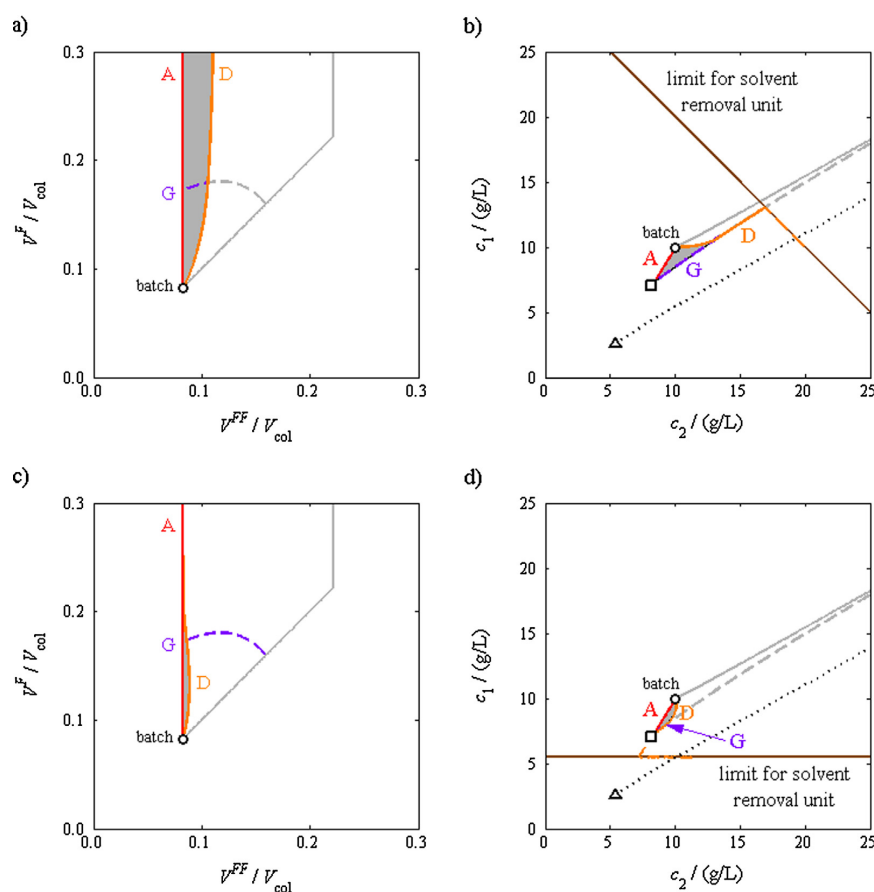 a)
0.3
0.2
0.1
0.0
V^F / V_col
A
D
G
batch
0.0
0.1
0.2
0.3
V^FF / V_col
b)
25
20
15
10
5
0
c_1 / (g/L)
limit for solvent
removal unit
batch
A
D
G
0
5
10
15
20
25
c_2 / (g/L)
c)
0.3
0.2
0.1
0.0
V^F / V_col
A
G
D
batch
0.0
0.1
0.2
0.3
V^FF / V_col
d)
25
20
15
10
5
0
c_1 / (g/L)
batch
A
D
G
limit for solvent
removal unit
0
5
10
15
20
25
c_2 / (g/L)